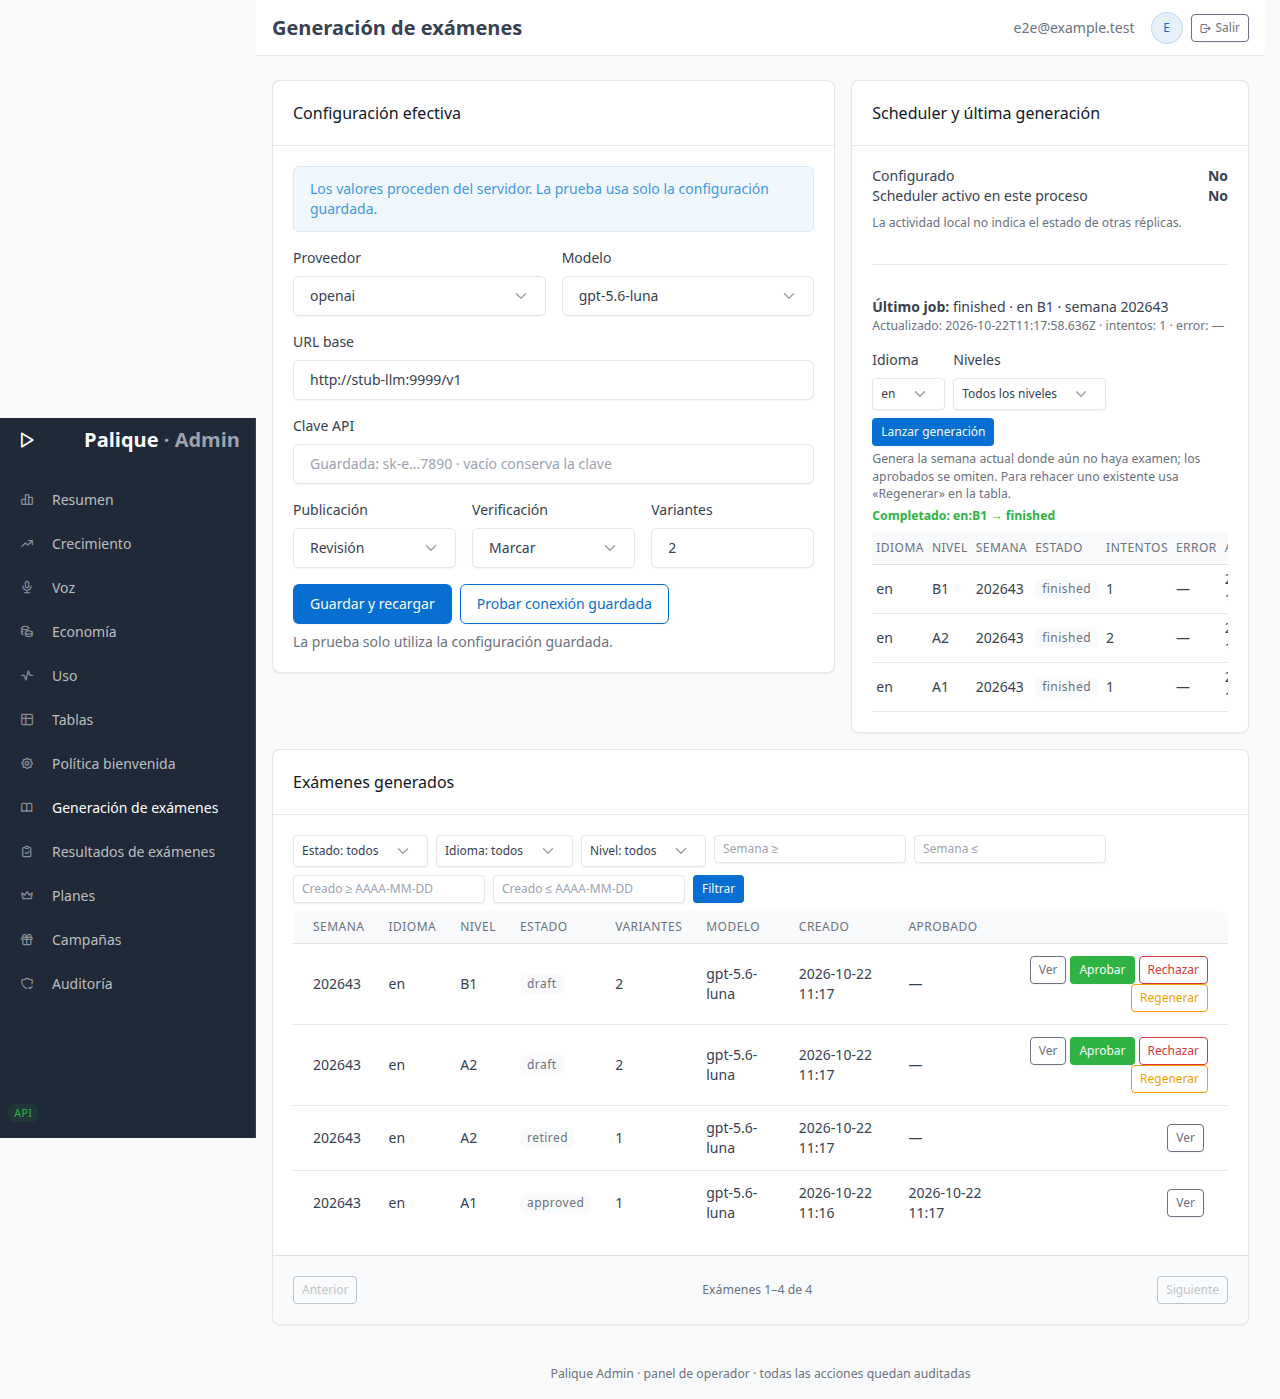 Generación de exámenes
e2e@example.test
E
Salir
Palique · Admin
Resumen
Crecimiento
Voz
Economía
Uso
Tablas
Política bienvenida
Generación de exámenes
Resultados de exámenes
Planes
Campañas
Auditoría
API
Configuración efectiva
Los valores proceden del servidor. La prueba usa solo la configuración
guardada.
Proveedor Modelo
openai gpt-5.6-luna
URL base
http://stub-llm:9999/v1
Clave API
Guardada: sk-e…7890 · vacío conserva la clave
Publicación Verificación Variantes
Revisión Marcar 2
Guardar y recargar Probar conexión guardada
La prueba solo utiliza la configuración guardada.
Scheduler y última generación
Configurado No
Scheduler activo en este proceso No
La actividad local no indica el estado de otras réplicas.
Último job: finished · en B1 · semana 202643
Actualizado: 2026-10-22T11:17:58.636Z · intentos: 1 · error: —
Idioma Niveles
en Todos los niveles
Lanzar generación
Genera la semana actual donde aún no haya examen; los
aprobados se omiten. Para rehacer uno existente usa
«Regenerar» en la tabla.
Completado: en:B1 → finished
IDIOMA NIVEL SEMANA ESTADO INTENTOS ERROR
en B1 202643 finished 1 —
en A2 202643 finished 2 —
en A1 202643 finished 1 —
Exámenes generados
Estado: todos Idioma: todos Nivel: todos Semana ≥ Semana ≤
Creado ≥ AAAA-MM-DD Creado ≤ AAAA-MM-DD Filtrar
SEMANA IDIOMA NIVEL ESTADO VARIANTES MODELO CREADO APROBADO
202643 en B1 draft 2 gpt-5.6-luna 2026-10-22 11:17 — Ver Aprobar Rechazar Regenerar
202643 en A2 draft 2 gpt-5.6-luna 2026-10-22 11:17 — Ver Aprobar Rechazar Regenerar
202643 en A2 retired 1 gpt-5.6-luna 2026-10-22 11:17 — Ver
202643 en A1 approved 1 gpt-5.6-luna 2026-10-22 11:16 2026-10-22 11:17 Ver
Anterior Exámenes 1–4 de 4 Siguiente
Palique Admin · panel de operador · todas las acciones quedan auditadas